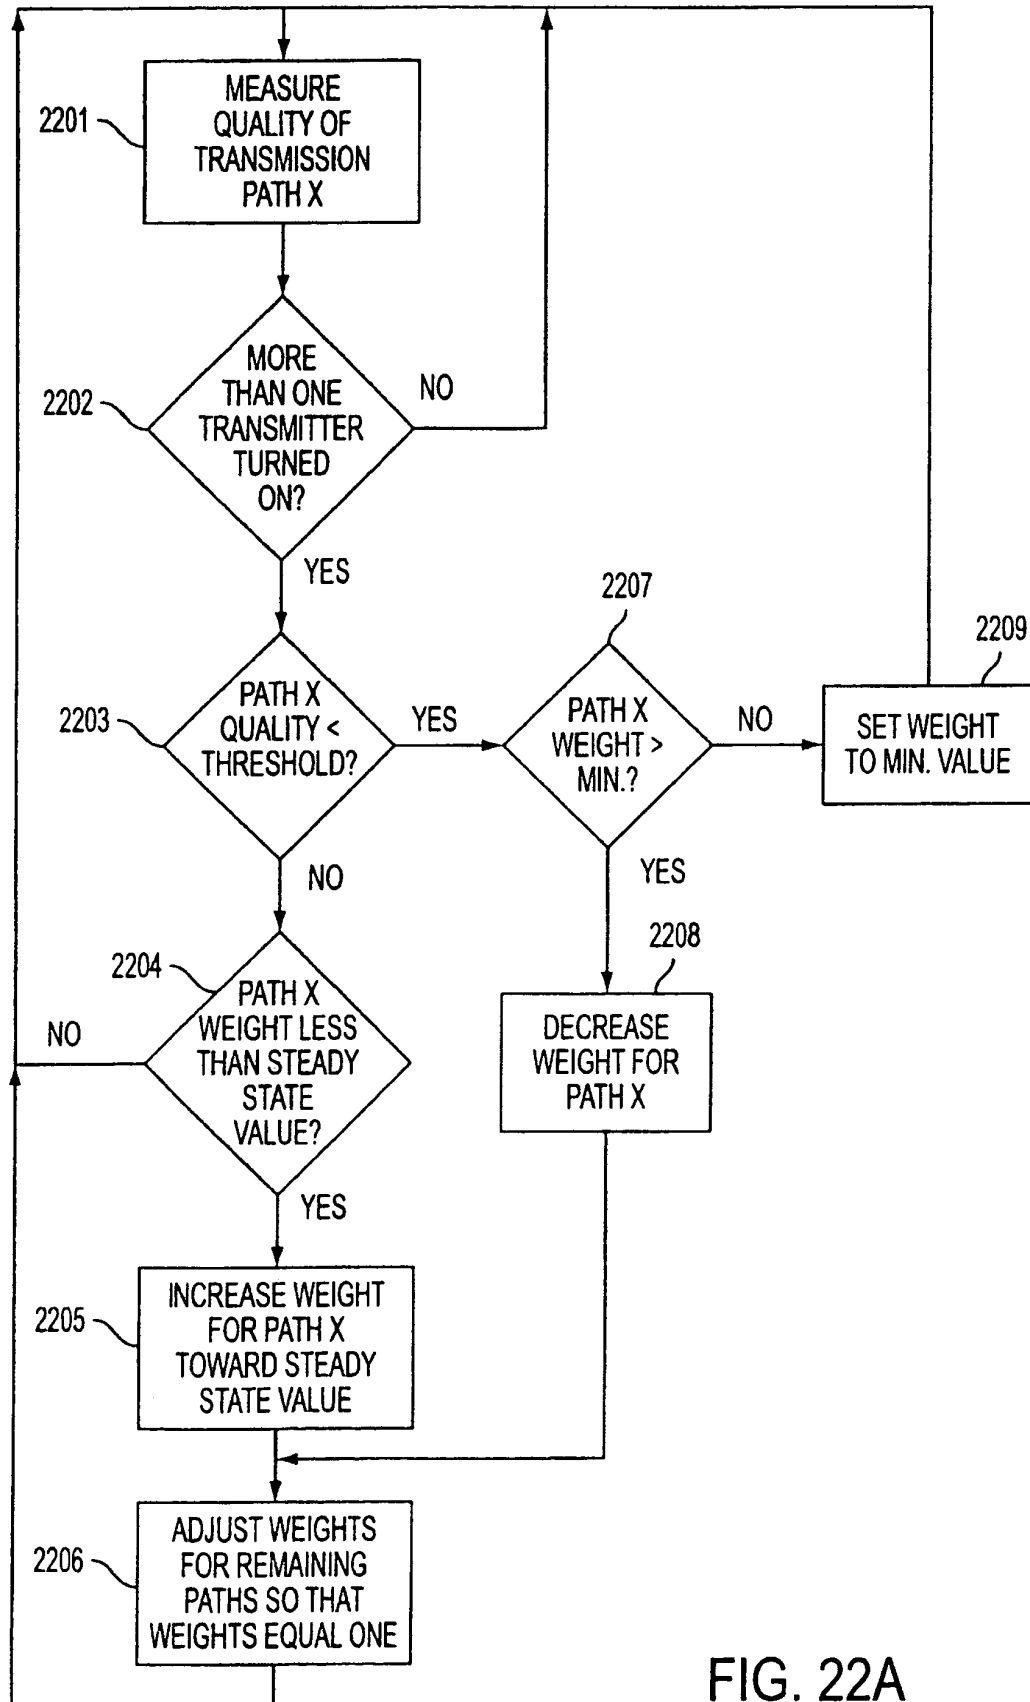 2201
MEASURE
QUALITY OF
TRANSMISSION
PATH X
2202
MORE
THAN ONE
TRANSMITTER
TURNED
ON?
NO
YES
2203
PATH X
QUALITY <
THRESHOLD?
YES
2207
PATH X
WEIGHT >
MIN.?
NO
2209
SET WEIGHT
TO MIN. VALUE
NO
YES
2204
PATH X
WEIGHT LESS
THAN STEADY
STATE
VALUE?
NO
2208
DECREASE
WEIGHT FOR
PATH X
YES
2205
INCREASE WEIGHT
FOR PATH X
TOWARD STEADY
STATE VALUE
2206
ADJUST WEIGHTS
FOR REMAINING
PATHS SO THAT
WEIGHTS EQUAL ONE
FIG. 22A